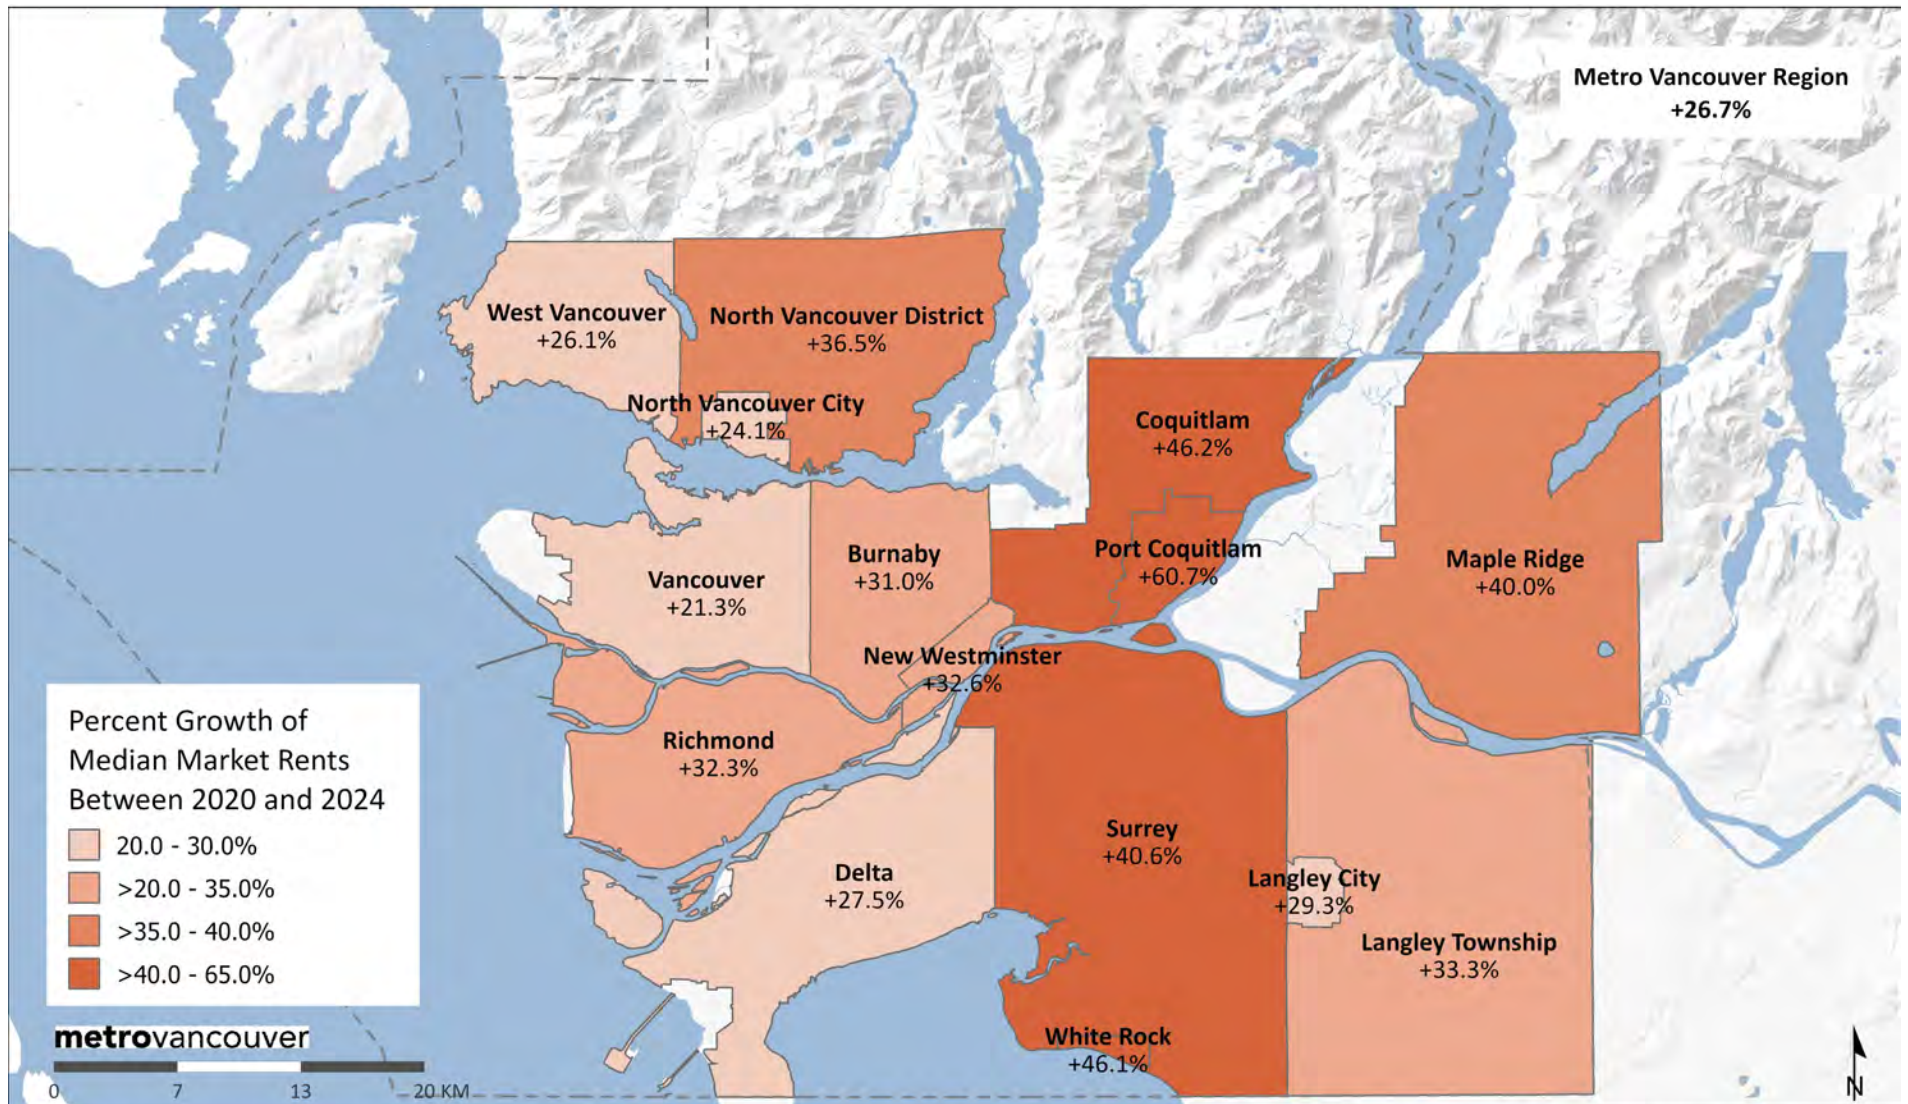 Metro Vancouver Region
+26.7%
West Vancouver
+26.1%
North Vancouver District
+36.5%
North Vancouver City
+24.1%
Coquitlam
+46.2%
Port Coquitlam
+60.7%
Maple Ridge
+40.0%
Burnaby
+31.0%
Vancouver
+21.3%
New Westminster
+32.6%
Richmond
+32.3%
Surrey
+40.6%
Delta
+27.5%
Langley City
+29.3%
Langley Township
+33.3%
White Rock
+46.1%
Percent Growth of
Median Market Rents
Between 2020 and 2024
20.0 - 30.0%
>20.0 - 35.0%
>35.0 - 40.0%
>40.0 - 65.0%
metrovancouver
0 7 13 20 KM
N